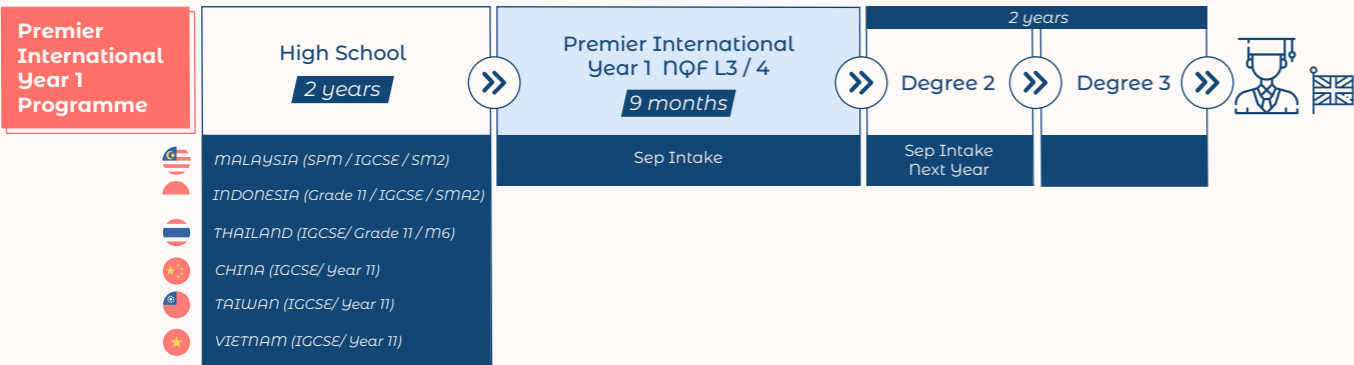 Premier
International
Year 1
Programme
High School
2 years
Premier International
Year 1 NQF L3 / 4
9 months
2 years
Degree 2
Degree 3
MALAYSIA (SPM / IGCSE / SM2)
INDONESIA (Grade 11 / IGCSE / SMA2)
THAILAND (IGCSE/ Grade 11 / M6)
CHINA (IGCSE/ Year 11)
TAIWAN (IGCSE/ Year 11)
VIETNAM (IGCSE/ Year 11)
Sep Intake
Sep Intake
Next Year